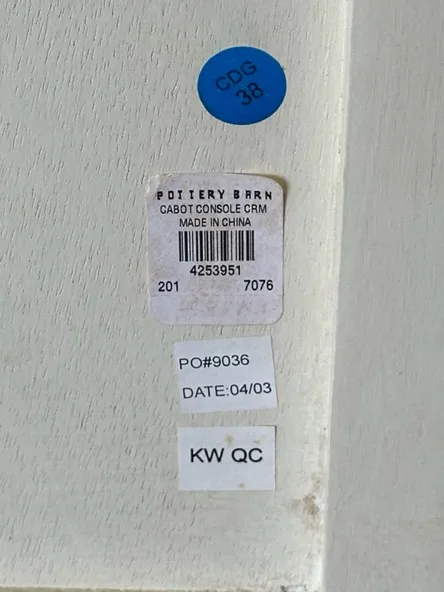 CDG
38
POTTERY BARN
CABOT CONSOLE CRM
MADE IN CHINA
4253951
201 7076
PO#9036
DATE:04/03
KW QC